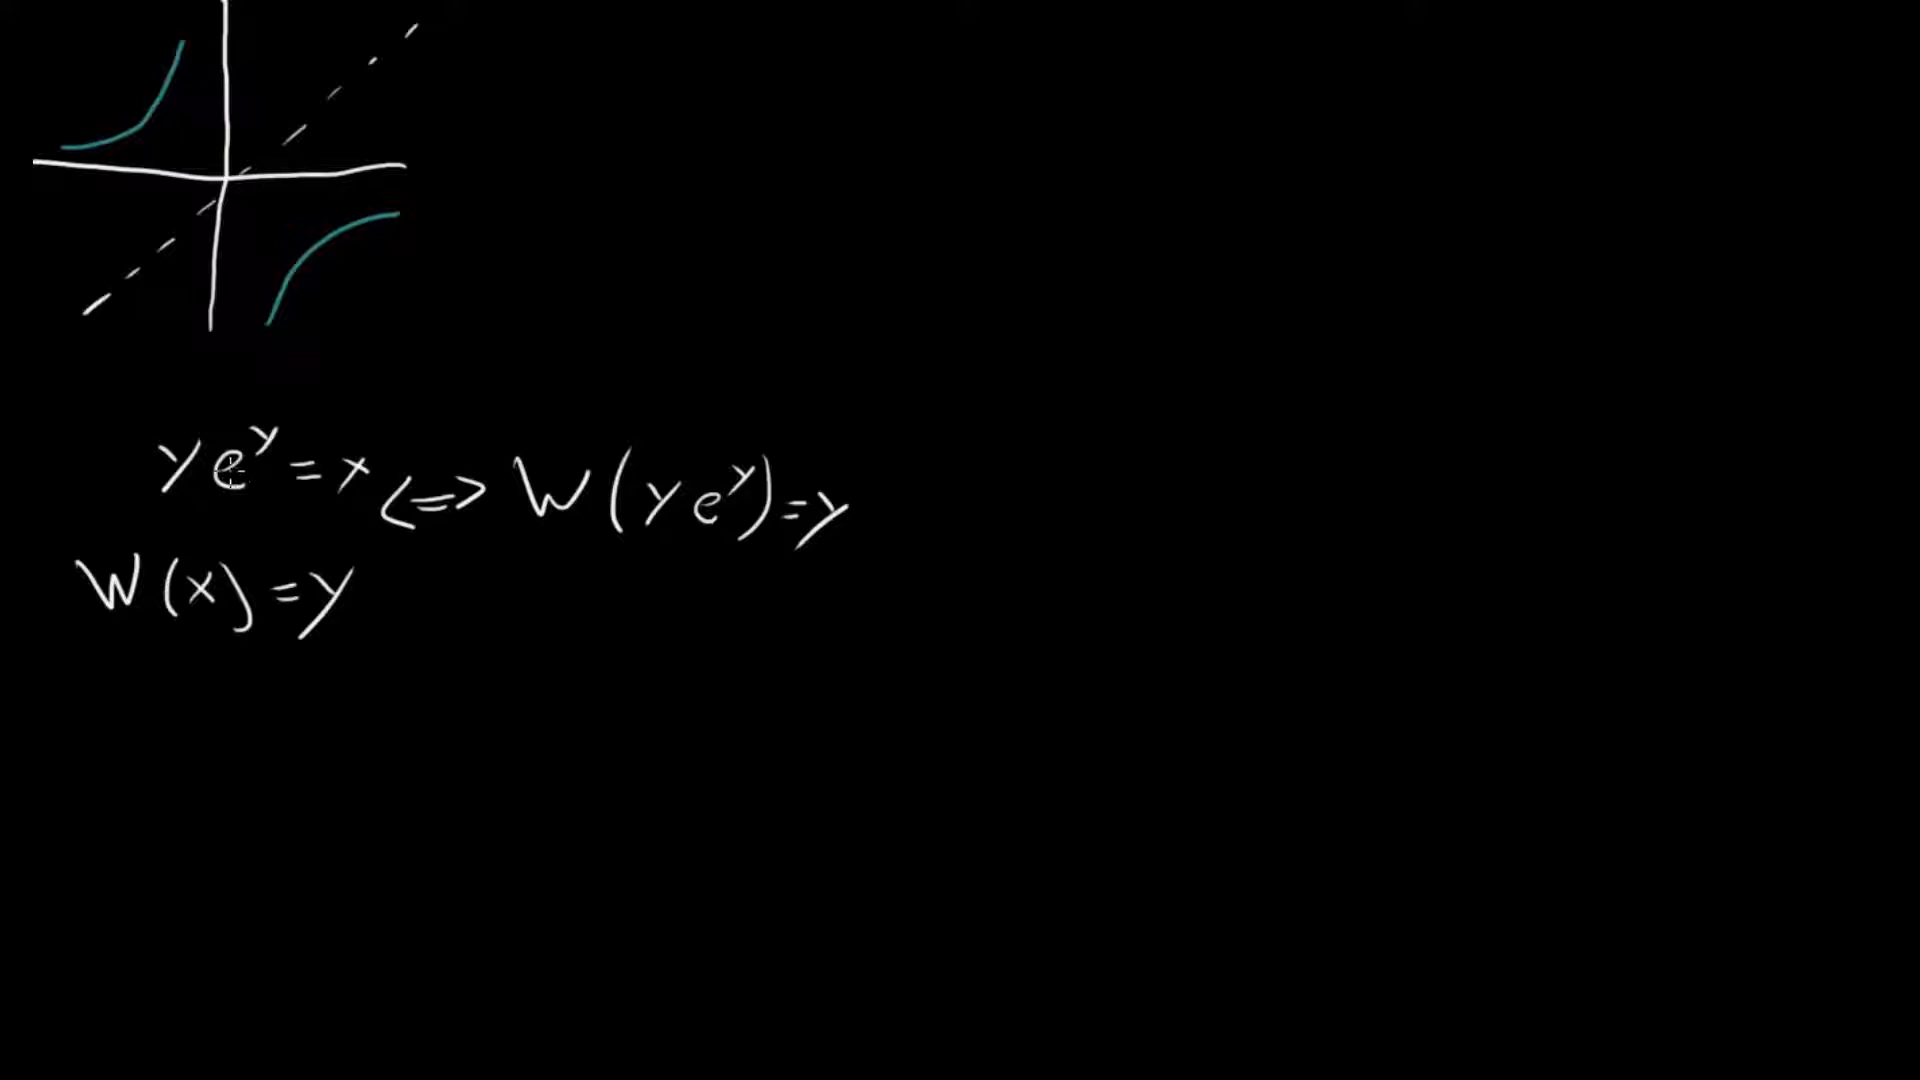 ye^y = x <=> W(ye^y) = y
W(x) = y